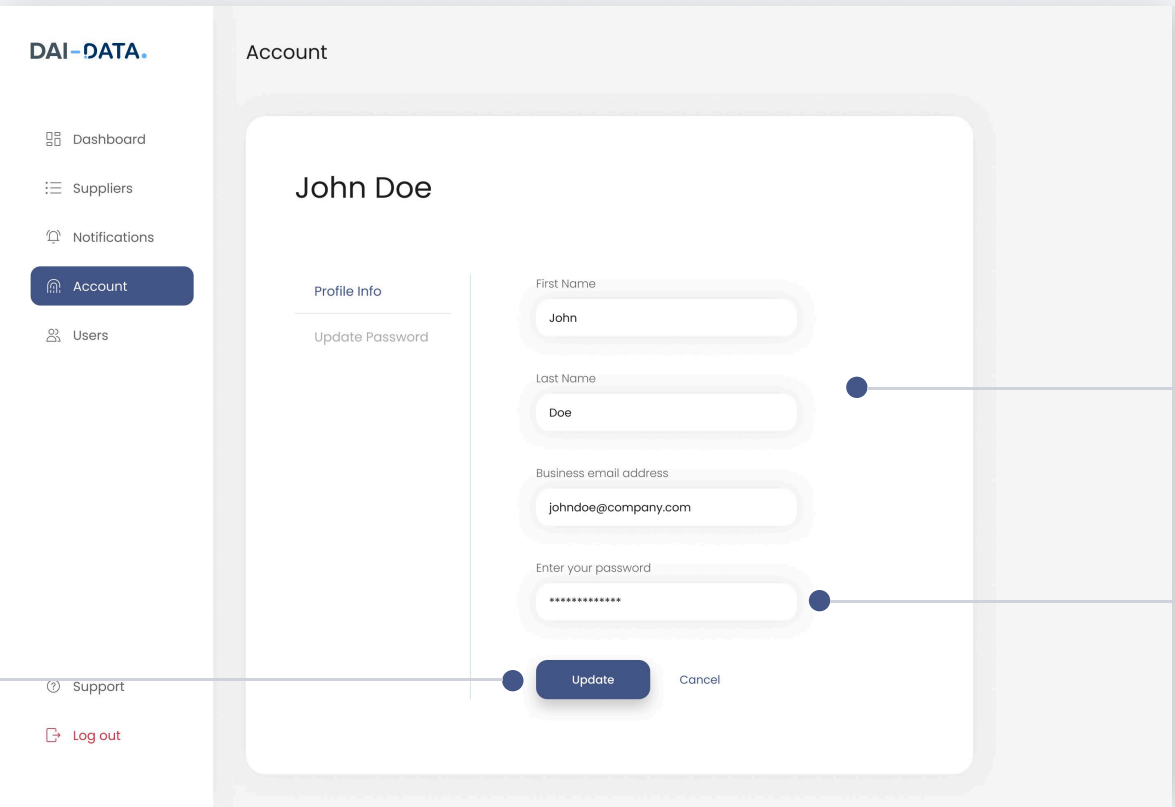 DAI-DATA.
Account
Dashboard
Suppliers
Notifications
Account
Users
Support
Log out
John Doe
Profile Info
Update Password
First Name
John
Last Name
Doe
Business email address
johndoe@company.com
Enter your password
*************
Update
Cancel